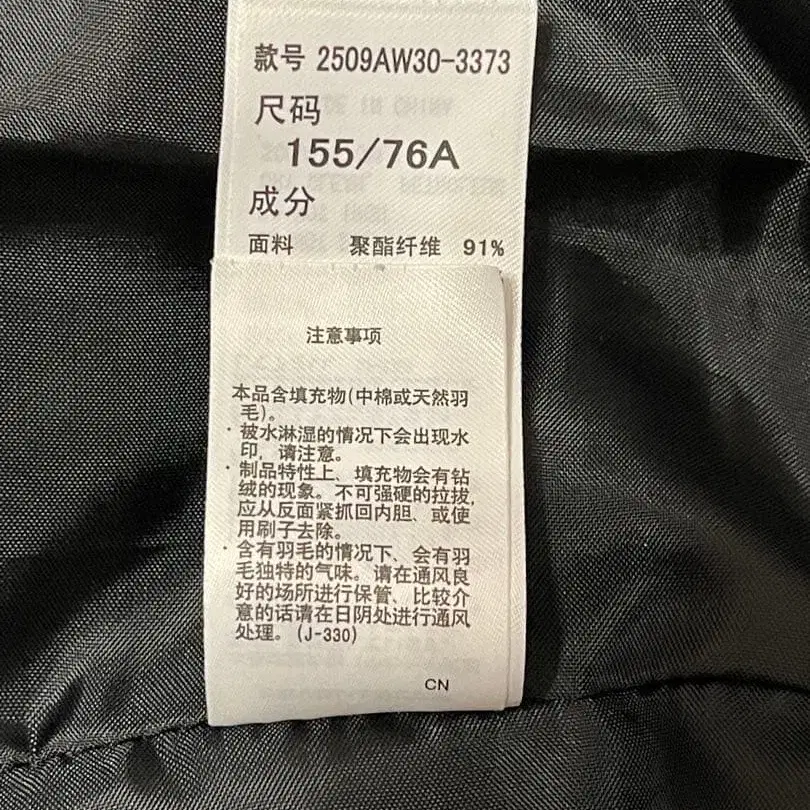 款号 2509AW30-3373
尺码
155/76A
成分
面料 聚酯纤维 91%
注意事项
本品含填充物(中棉或天然羽
毛)。
· 被水淋湿的情况下会出现水
印、请注意。
· 制品特性上、填充物会有钻
绒的现象。不可强硬的拉拔,
应从反面紧抓回内胆、或使
用刷子去除。
· 含有羽毛的情况下、会有羽
毛独特的气味。请在通风良
好的场所进行保管、比较介
意的话请在日阴处进行通风
处理。(J-330)
CN